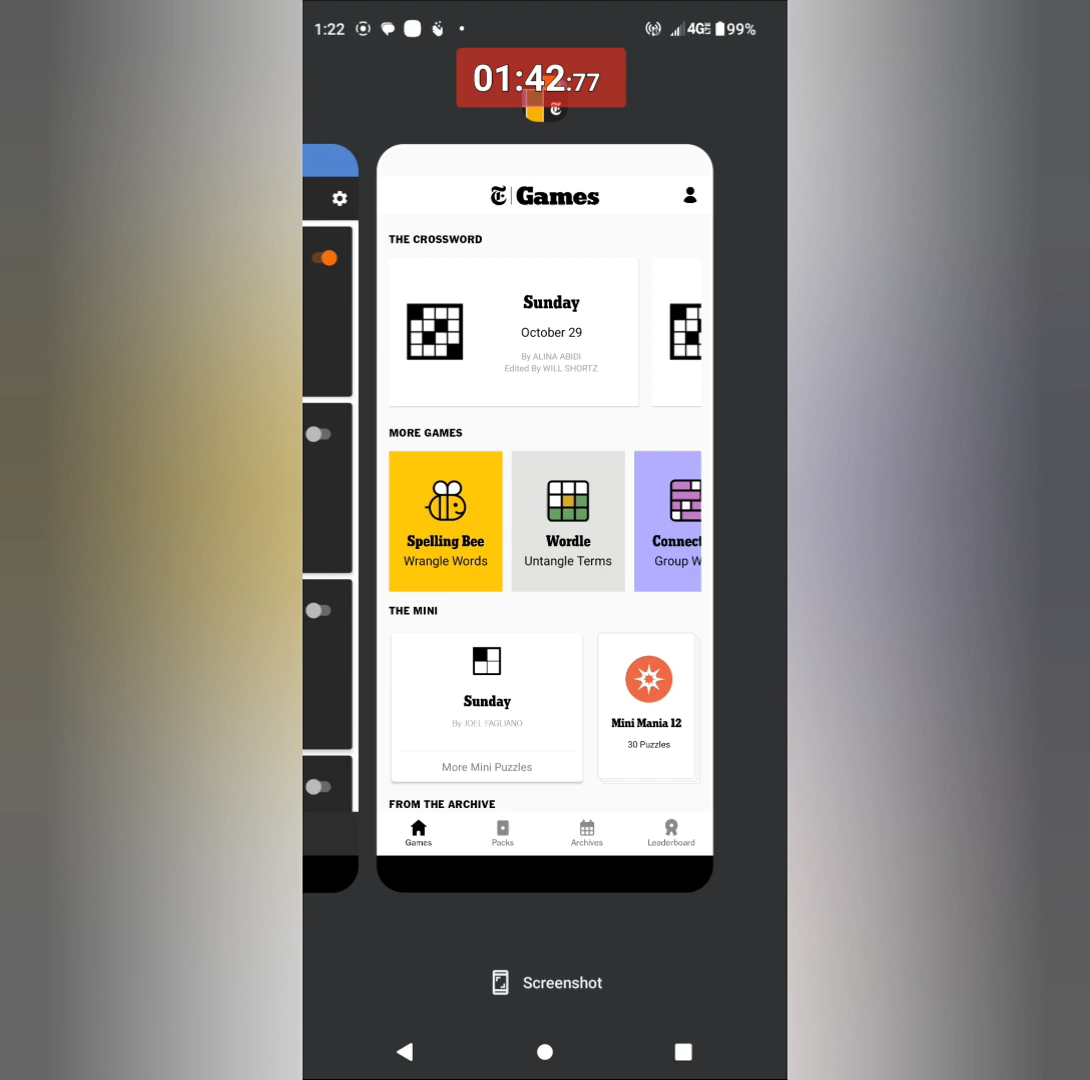 1:22
4G
99%
01:42:77
Games
THE CROSSWORD
Sunday
October 29
By ALINA ABIDI
Edited By WILL SHORTZ
MORE GAMES
Spelling Bee
Wrangle Words
Wordle
Untangle Terms
Connect
Group W
THE MINI
Sunday
By JOEL FAGLIANO
More Mini Puzzles
Mini Mania 12
30 Puzzles
FROM THE ARCHIVE
Games
Packs
Archives
Leaderboard
Screenshot